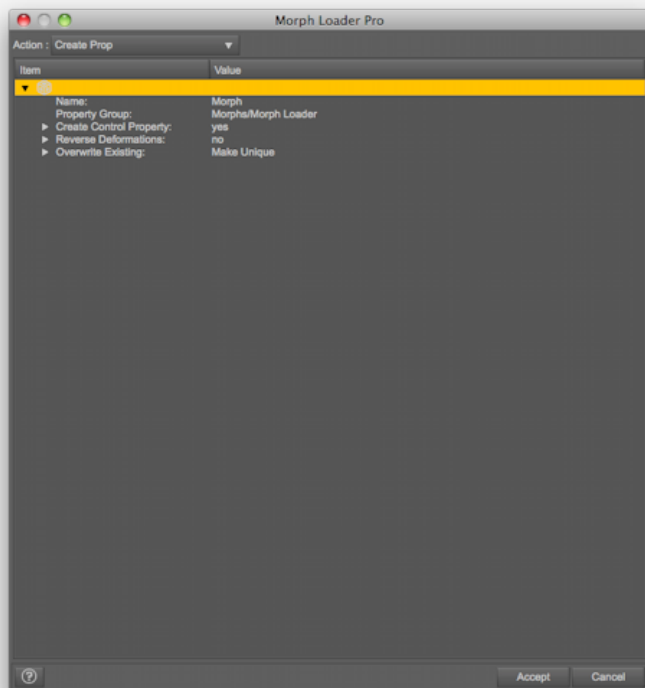 Morph Loader Pro
Action : Create Prop
Item Value
Name: Morph
Property Group: Morphs/Morph Loader
Create Control Property: yes
Reverse Deformations: no
Overwrite Existing: Make Unique
? Accept Cancel